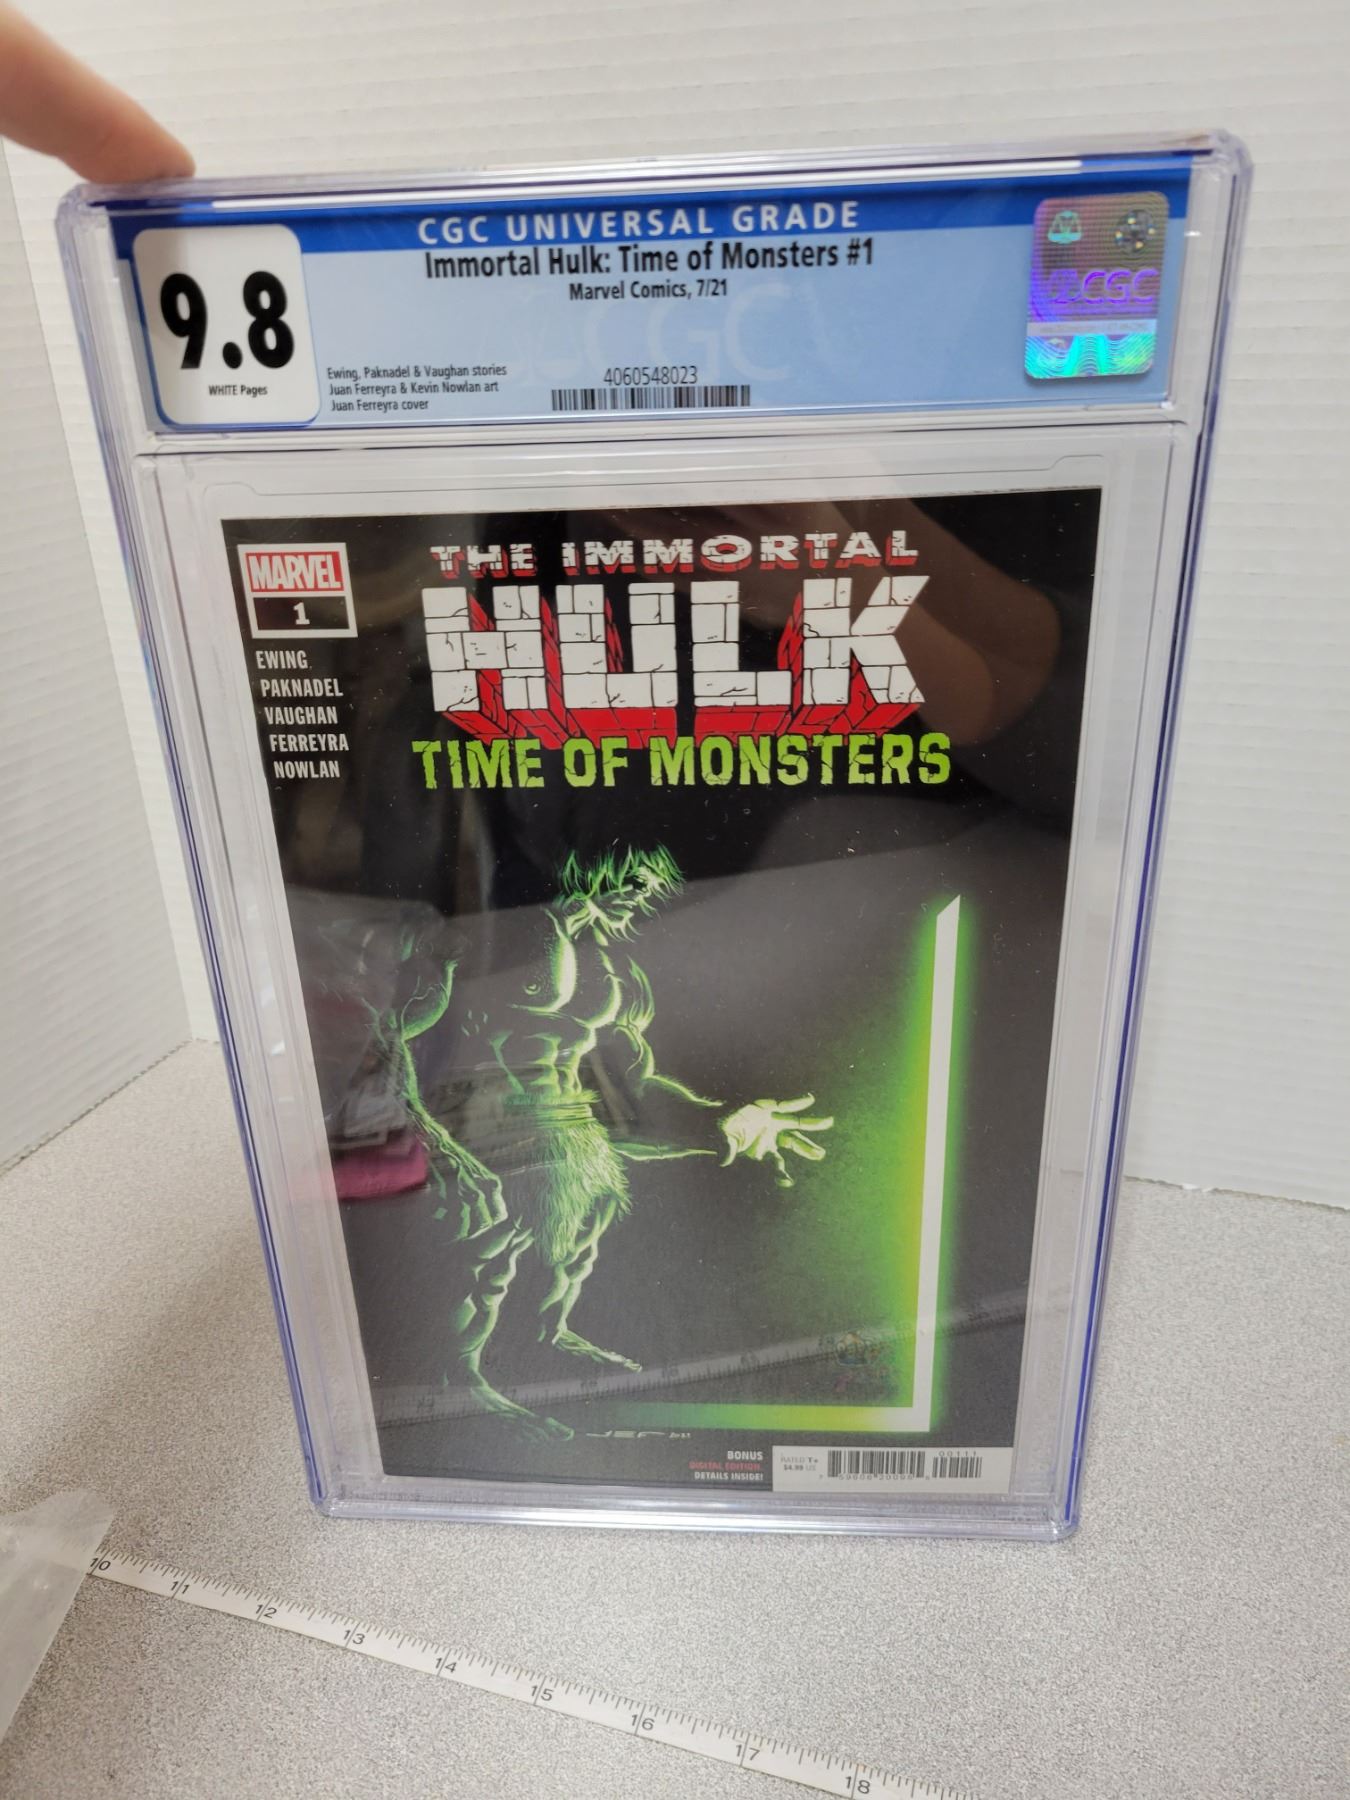 CGC UNIVERSAL GRADE
Immortal Hulk: Time of Monsters #1
Marvel Comics, 7/21
9.8
WHITE Pages
Ewing, Paknadel & Vaughan stories
Juan Ferreyra & Kevin Nowlan art
Juan Ferreyra cover
4060548023
CGC
CGC
MARVEL
1
EWING
PAKNADEL
VAUGHAN
FERREYRA
NOWLAN
THE IMMORTAL
HULK
TIME OF MONSTERS
JEF
BONUS
DIGITAL EDITION
DETAILS INSIDE!
RATED T+
$4.99 US
00111
10 11 12 13 14 15 16 17 18